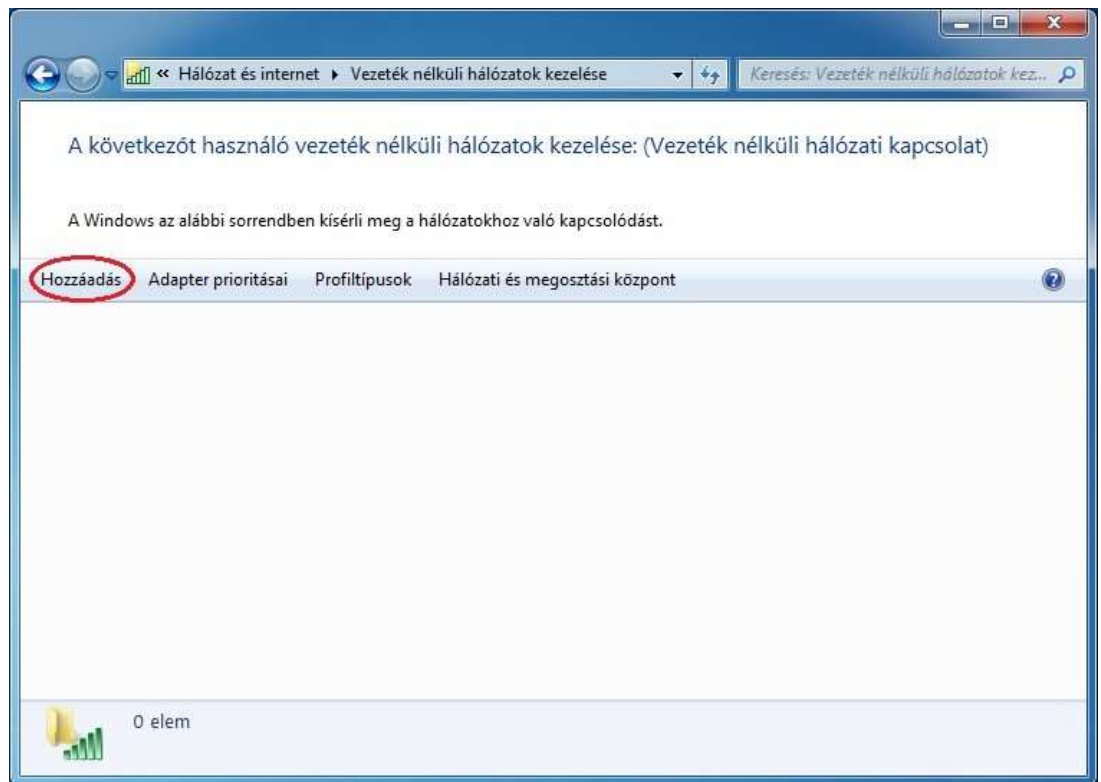 « Hálózat és internet ▸ Vezeték nélküli hálózatok kezelése
Keresés: Vezeték nélküli hálózatok kez...
A következőt használó vezeték nélküli hálózatok kezelése: (Vezeték nélküli hálózati kapcsolat)
A Windows az alábbi sorrendben kísérli meg a hálózatokhoz való kapcsolódást.
Hozzáadás Adapter prioritásai Profiltípusok Hálózati és megosztási központ
0 elem